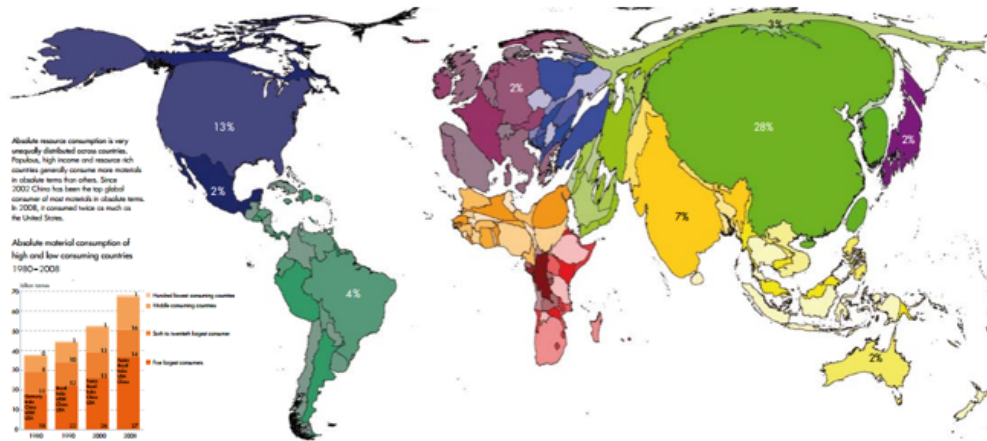 3%
2%
13%
28%
2%
Absolute resource consumption is very
unequally distributed across countries.
Populous, high income and resource rich
countries generally consume more materials
in absolute terms than others. Since
2002 China has been the top global
consumer of most materials in absolute terms.
In 2008, it consumed twice as much as
the United States.
2%
7%
Absolute material consumption of
high and low consuming countries
1980–2008
4%
2%
billion tonnes
70
60
50
40
30
20
10
0
Hundred lowest consuming countries
Middle consuming countries
Sixth to twentieth largest consumer
Five largest consumers
1980
1990
2000
2008